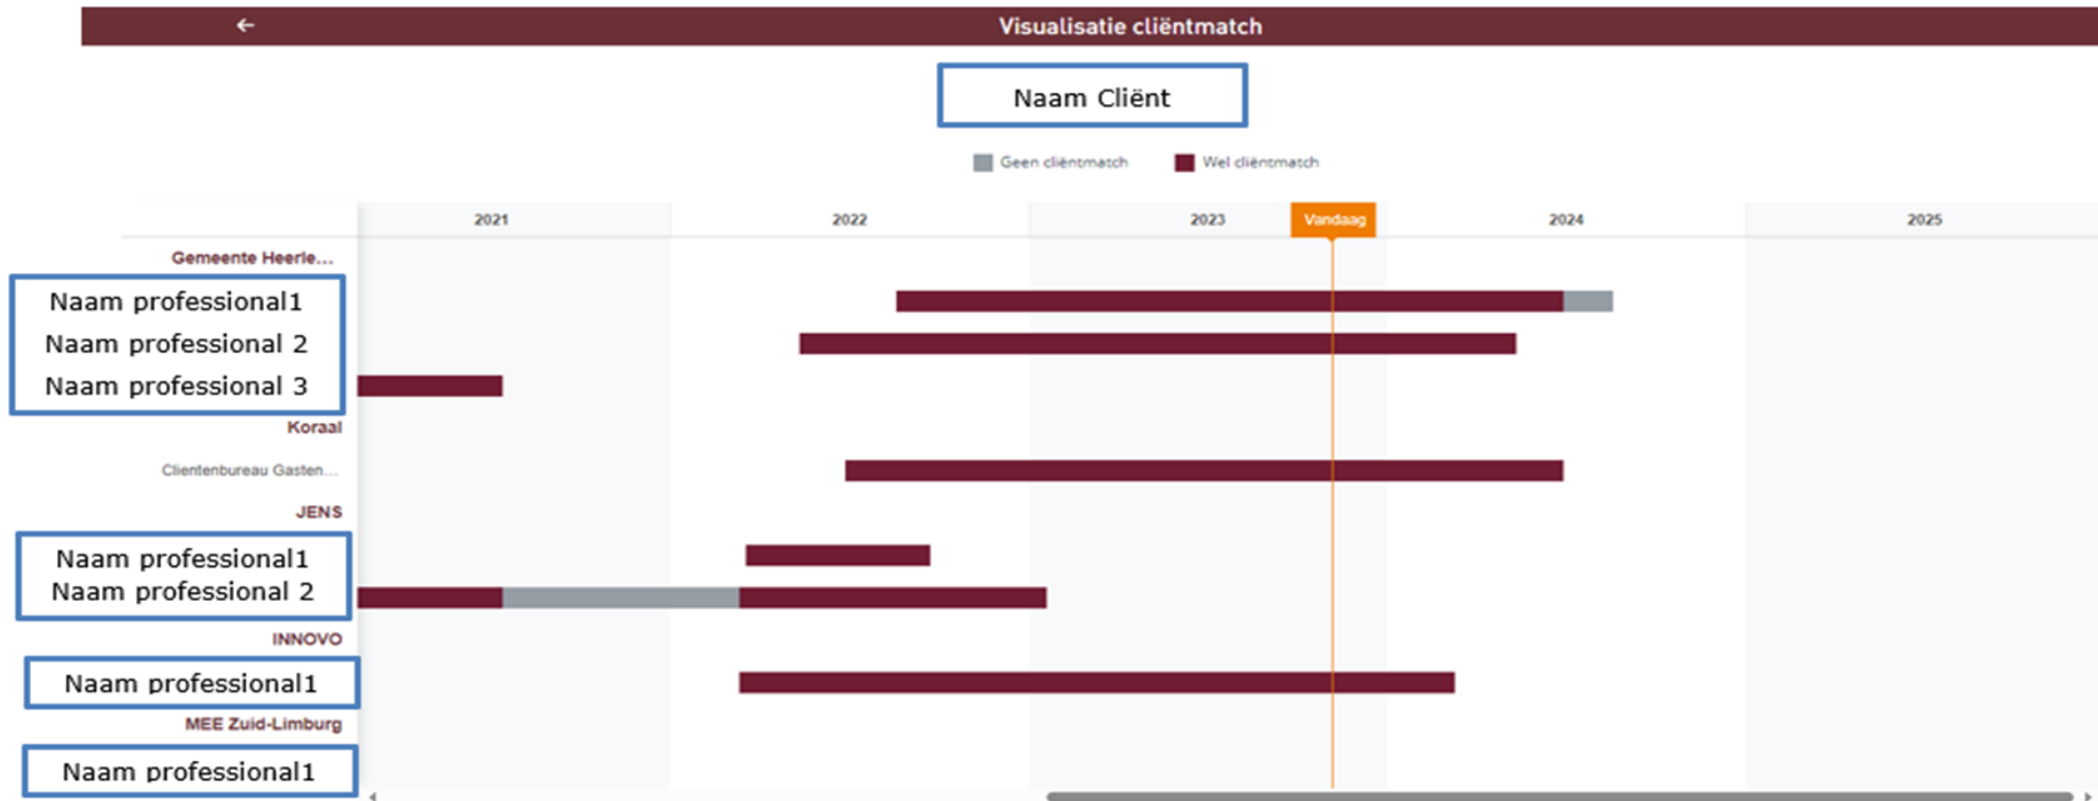 ←
Visualisatie cliëntmatch
Naam Cliënt
Geen cliëntmatch Wel cliëntmatch
2021 2022 2023 Vandaag 2024 2025
Gemeente Heerle...
Naam professional1
Naam professional 2
Naam professional 3
Koraal
Clientenbureau Gasten...
JENS
Naam professional1
Naam professional 2
INNOVO
Naam professional1
MEE Zuid-Limburg
Naam professional1